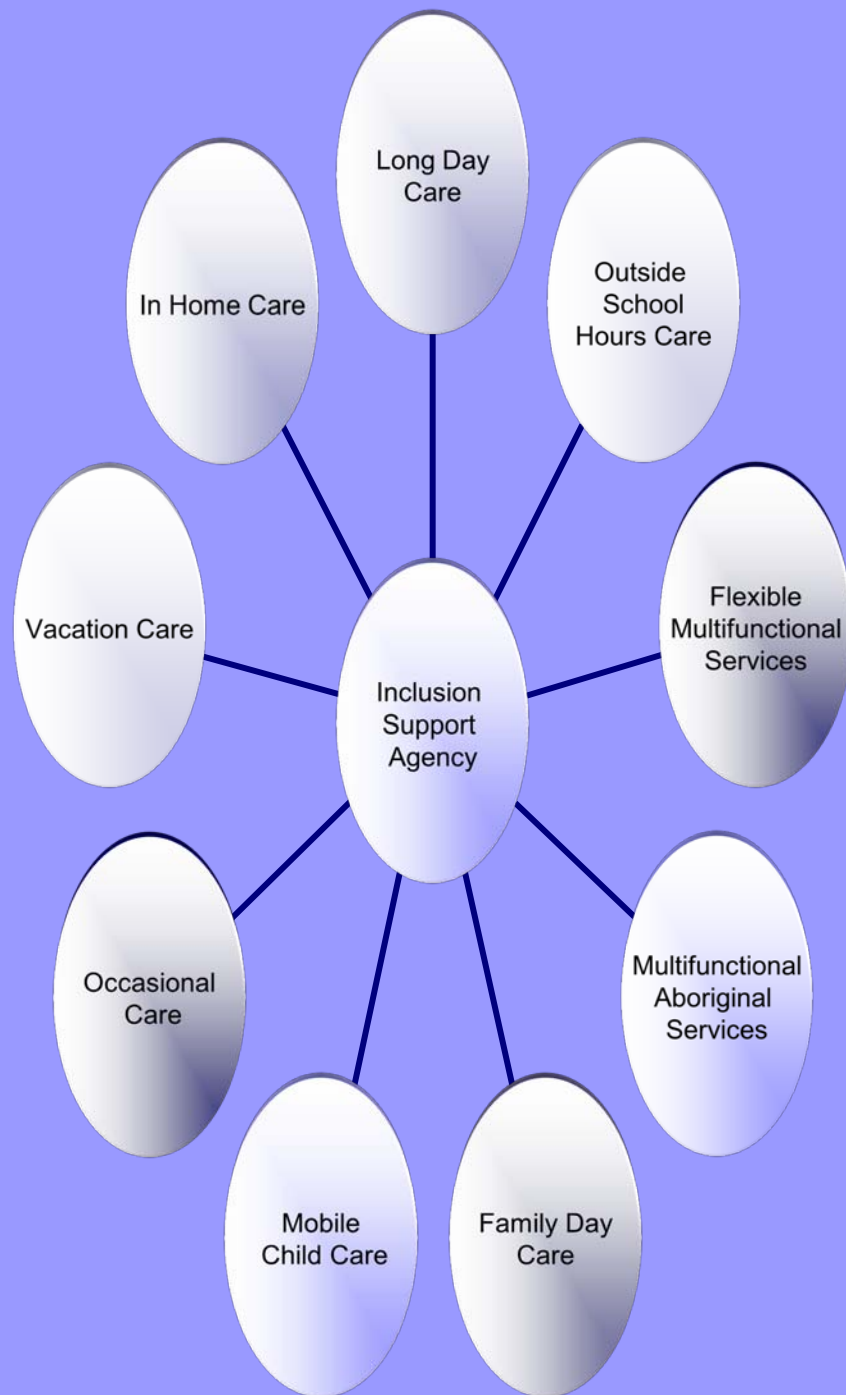 Long Day
Care
Outside
School
Hours Care
Flexible
Multifunctional
Services
Multifunctional
Aboriginal
Services
Family Day
Care
Mobile
Child Care
Occasional
Care
Vacation Care
In Home Care
Inclusion
Support
Agency